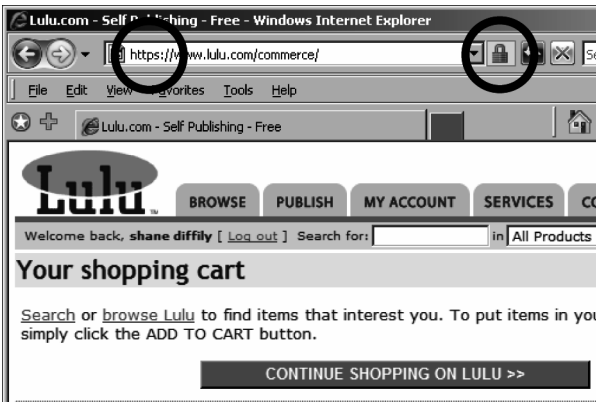 Lulu.com - Self Publishing - Free - Windows Internet Explorer
https://www.lulu.com/commerce/
File Edit View Favorites Tools Help
Lulu.com - Self Publishing - Free
Lulu ™
BROWSE PUBLISH MY ACCOUNT SERVICES
Welcome back, shane diffily [ Log out ] Search for: in All Products
Your shopping cart
Search or browse Lulu to find items that interest you. To put items in
simply click the ADD TO CART button.
CONTINUE SHOPPING ON LULU >>